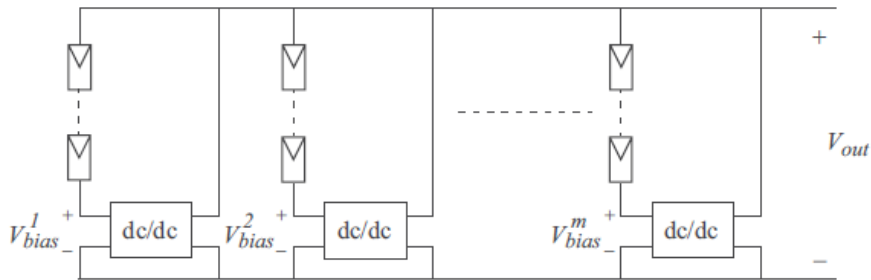 +
V_out
V_bias^1 + −
dc/dc
V_bias^2 + −
dc/dc
V_bias^m + −
dc/dc
−